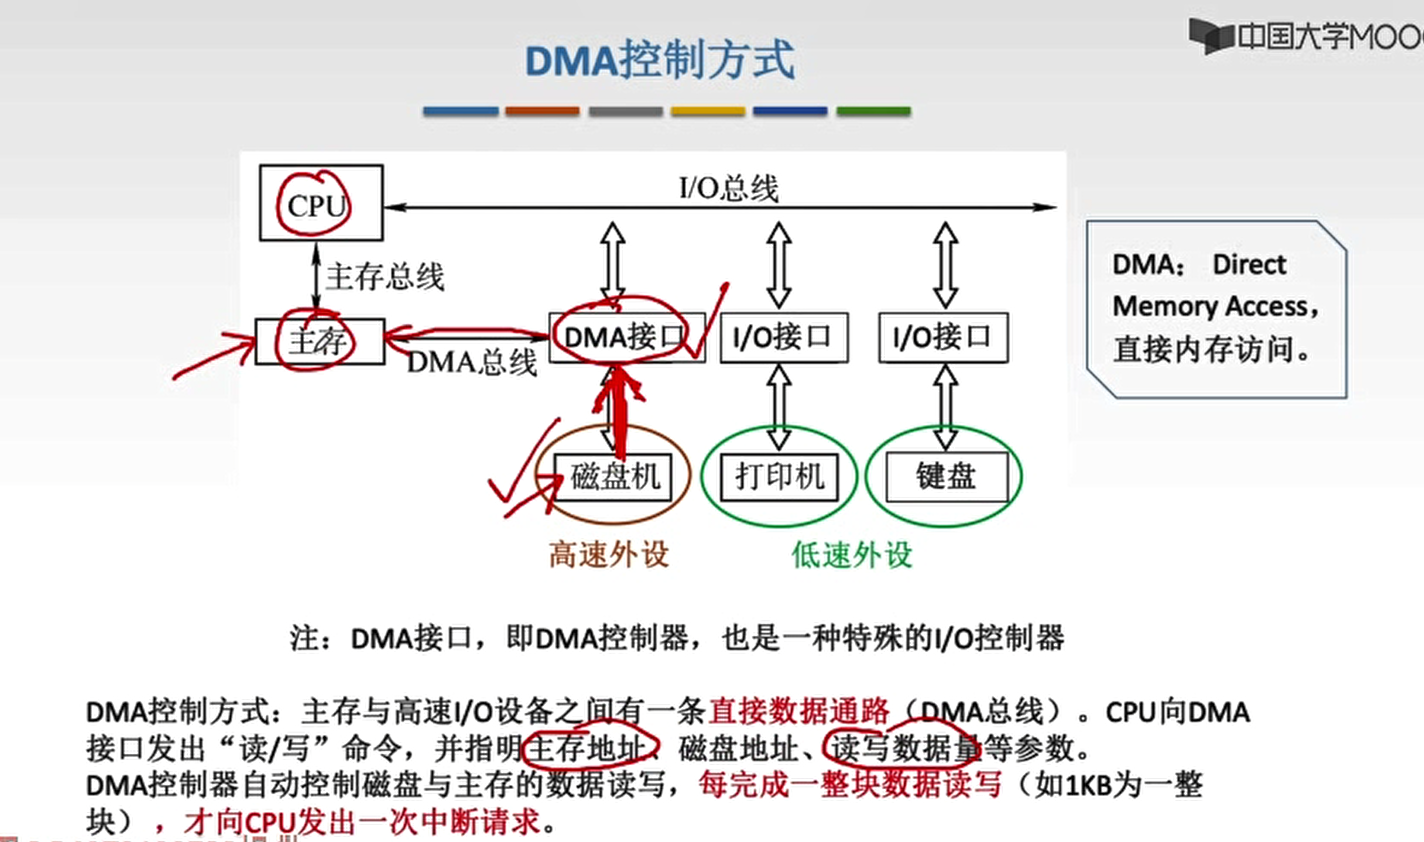 中国大学MOO
DMA控制方式
CPU
I/O总线
主存总线
主存
DMA总线
DMA接口
I/O接口
I/O接口
磁盘机
打印机
键盘
高速外设
低速外设
DMA： Direct
Memory Access，
直接内存访问。
注：DMA接口，即DMA控制器，也是一种特殊的I/O控制器
DMA控制方式：主存与高速I/O设备之间有一条直接数据通路（DMA总线）。CPU向DMA
接口发出“读/写”命令，并指明主存地址、磁盘地址、读写数据量等参数。
DMA控制器自动控制磁盘与主存的数据读写，每完成一整块数据读写（如1KB为一整
块），才向CPU发出一次中断请求。